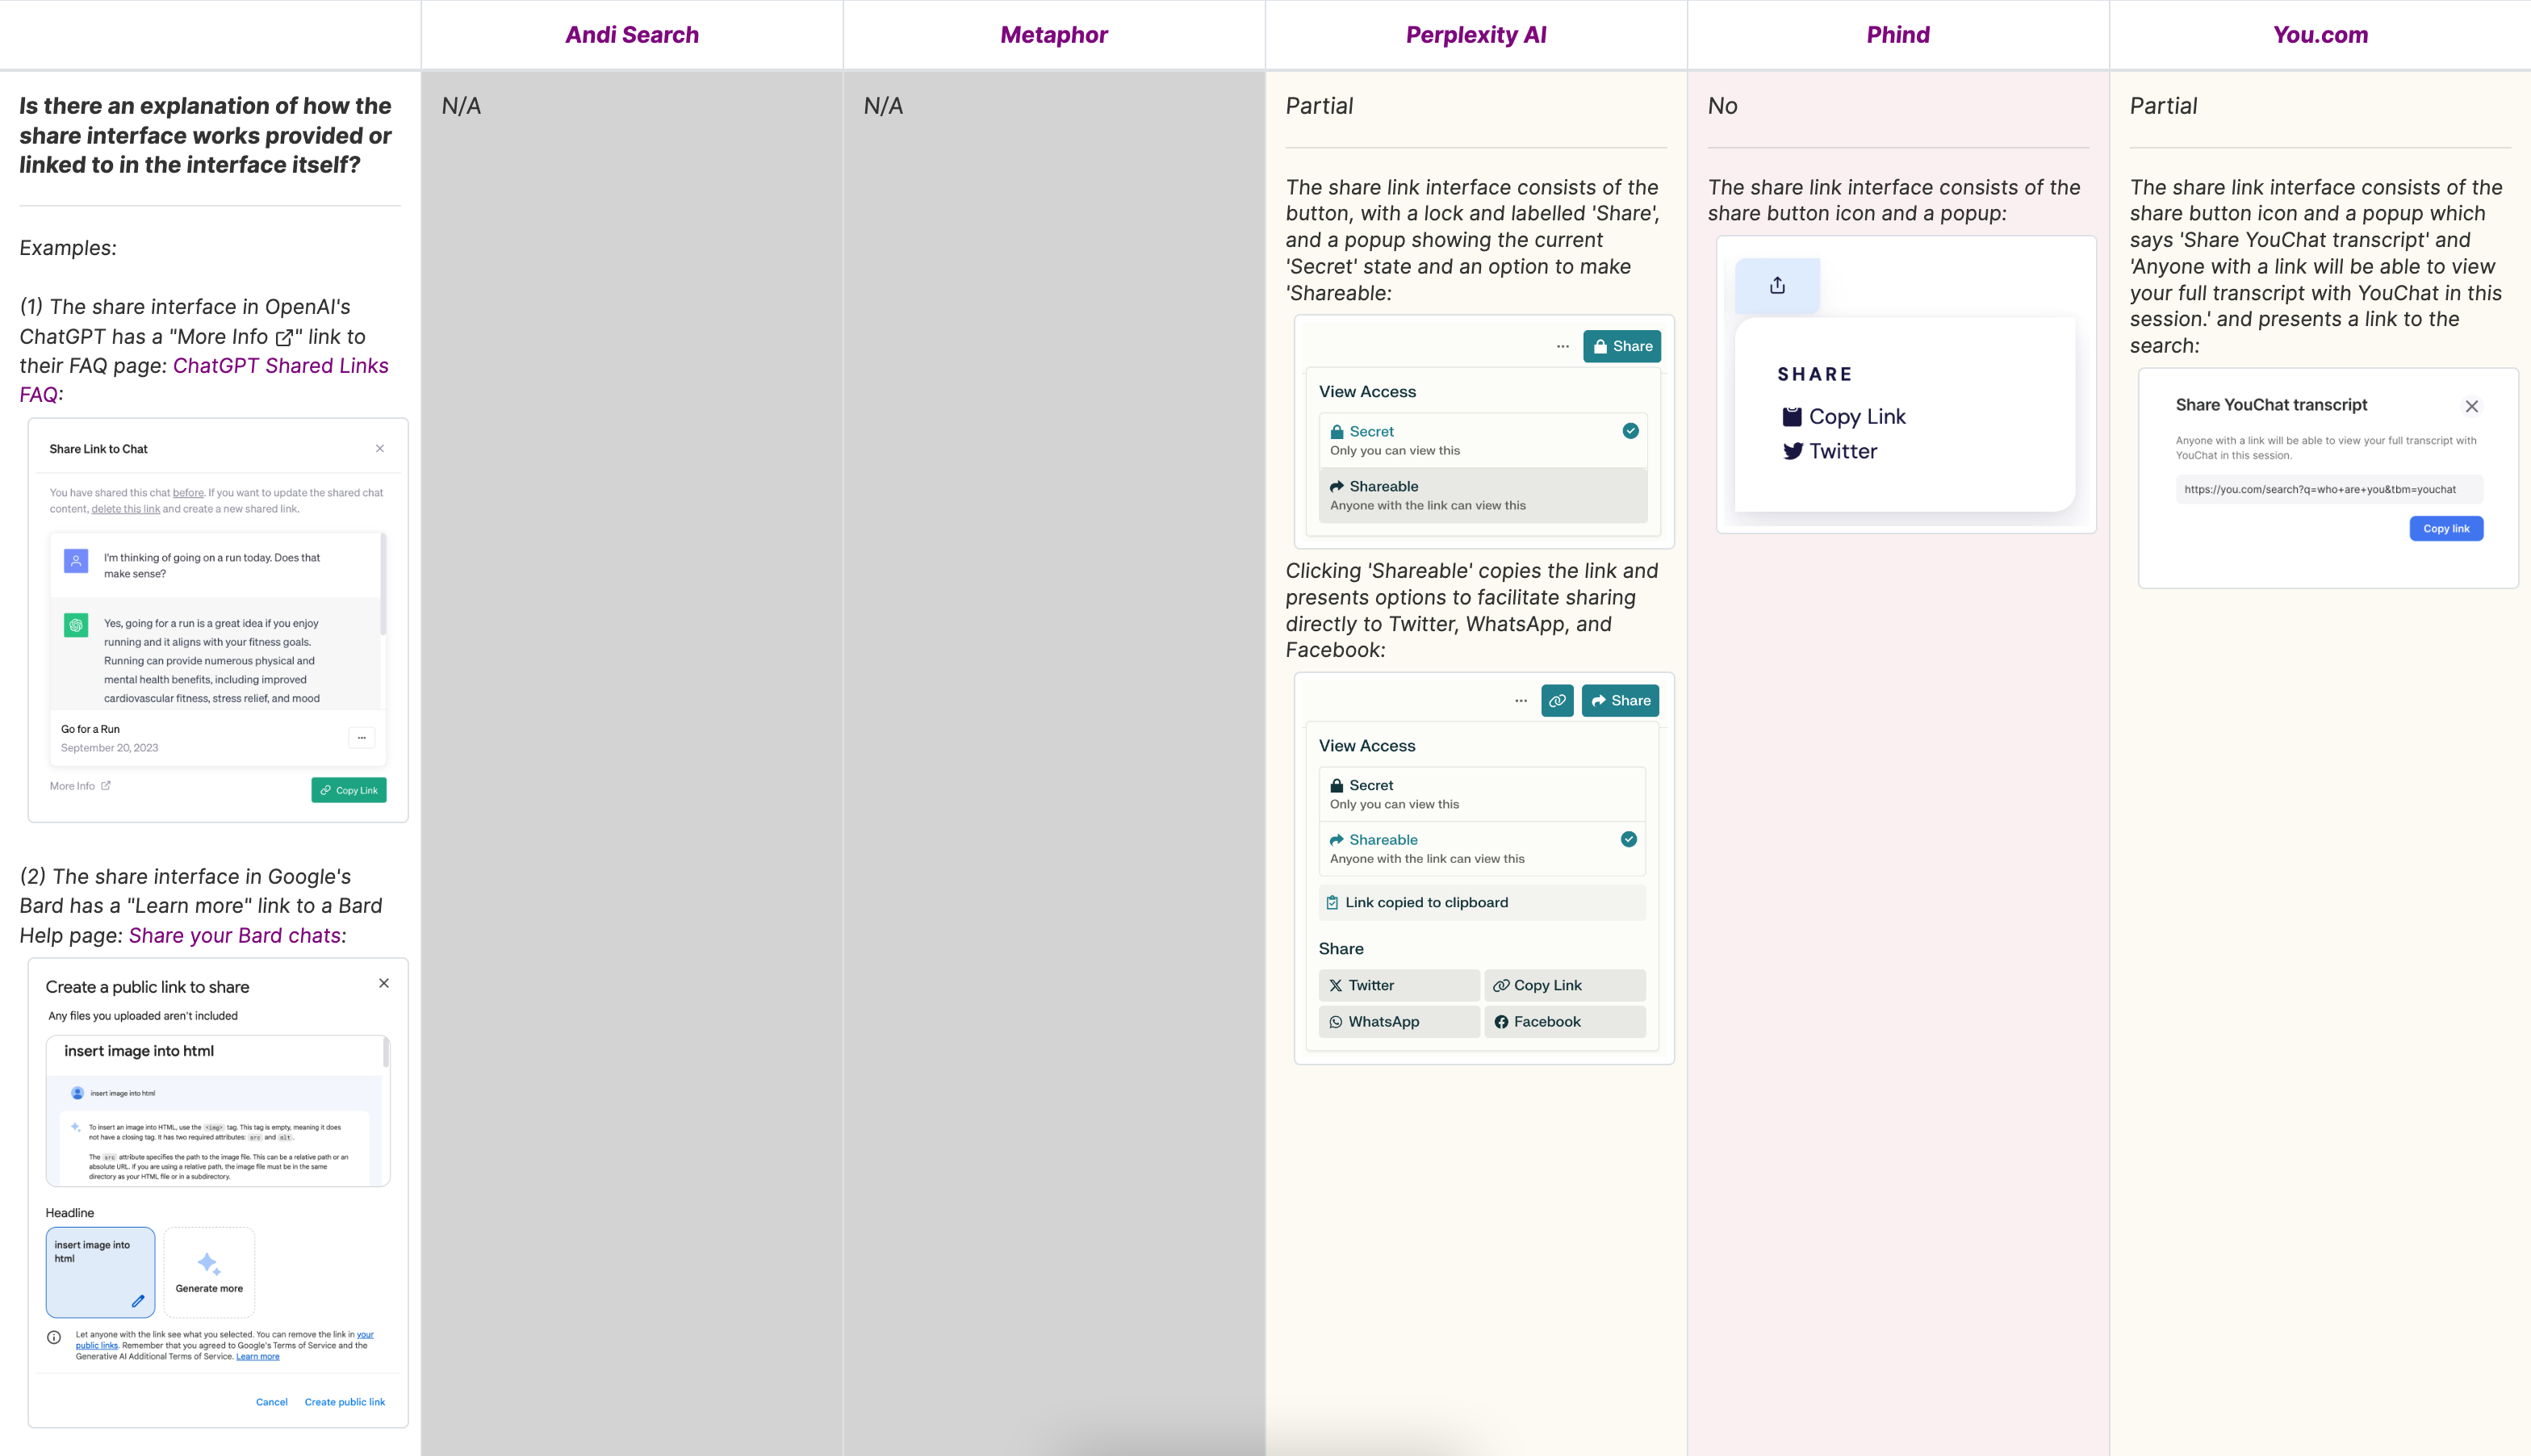 Andi Search
Metaphor
Perplexity AI
Phind
You.com
Is there an explanation of how the
share interface works provided or
linked to in the interface itself?
Examples:
(1) The share interface in OpenAI's
ChatGPT has a "More Info" link to
their FAQ page: ChatGPT Shared Links
FAQ:
Share Link to Chat
You have shared this chat before. If you want to update the shared chat
content, delete this link and create a new shared link.
I'm thinking of going on a run today. Does that
make sense?
Yes, going for a run is a great idea if you enjoy
running and it aligns with your fitness goals.
Running can provide numerous physical and
mental health benefits, including improved
cardiovascular fitness, stress relief, and mood
Go for a Run
September 20, 2023
...
More Info
Copy Link
(2) The share interface in Google's
Bard has a "Learn more" link to a Bard
Help page: Share your Bard chats:
Create a public link to share
Any files you uploaded aren't included
insert image into html
insert image into html
To insert an image into HTML, use the <img> tag. This tag is empty, meaning it does
not have a closing tag. It has two required attributes: src and alt.
The src attribute specifies the path to the image file. This can be a relative path or an
absolute URL. If you are using a relative path, the image file must be in the same
directory as your HTML file or in a subdirectory.
Headline
insert image into
html
Generate more
Let anyone with the link see what you selected. You can remove the link in your
public links. Remember that you agreed to Google's Terms of Service and the
Generative AI Additional Terms of Service. Learn more
Cancel
Create public link
N/A
N/A
Partial
The share link interface consists of the
button, with a lock and labelled 'Share',
and a popup showing the current
'Secret' state and an option to make
'Shareable:
...
Share
View Access
Secret
Only you can view this
Shareable
Anyone with the link can view this
Clicking 'Shareable' copies the link and
presents options to facilitate sharing
directly to Twitter, WhatsApp, and
Facebook:
...
Share
View Access
Secret
Only you can view this
Shareable
Anyone with the link can view this
Link copied to clipboard
Share
Twitter
Copy Link
WhatsApp
Facebook
No
The share link interface consists of the
share button icon and a popup:
SHARE
Copy Link
Twitter
Partial
The share link interface consists of the
share button icon and a popup which
says 'Share YouChat transcript' and
'Anyone with a link will be able to view
your full transcript with YouChat in this
session.' and presents a link to the
search:
Share YouChat transcript
Anyone with a link will be able to view your full transcript with
YouChat in this session.
https://you.com/search?q=who+are+you&tbm=youchat
Copy link